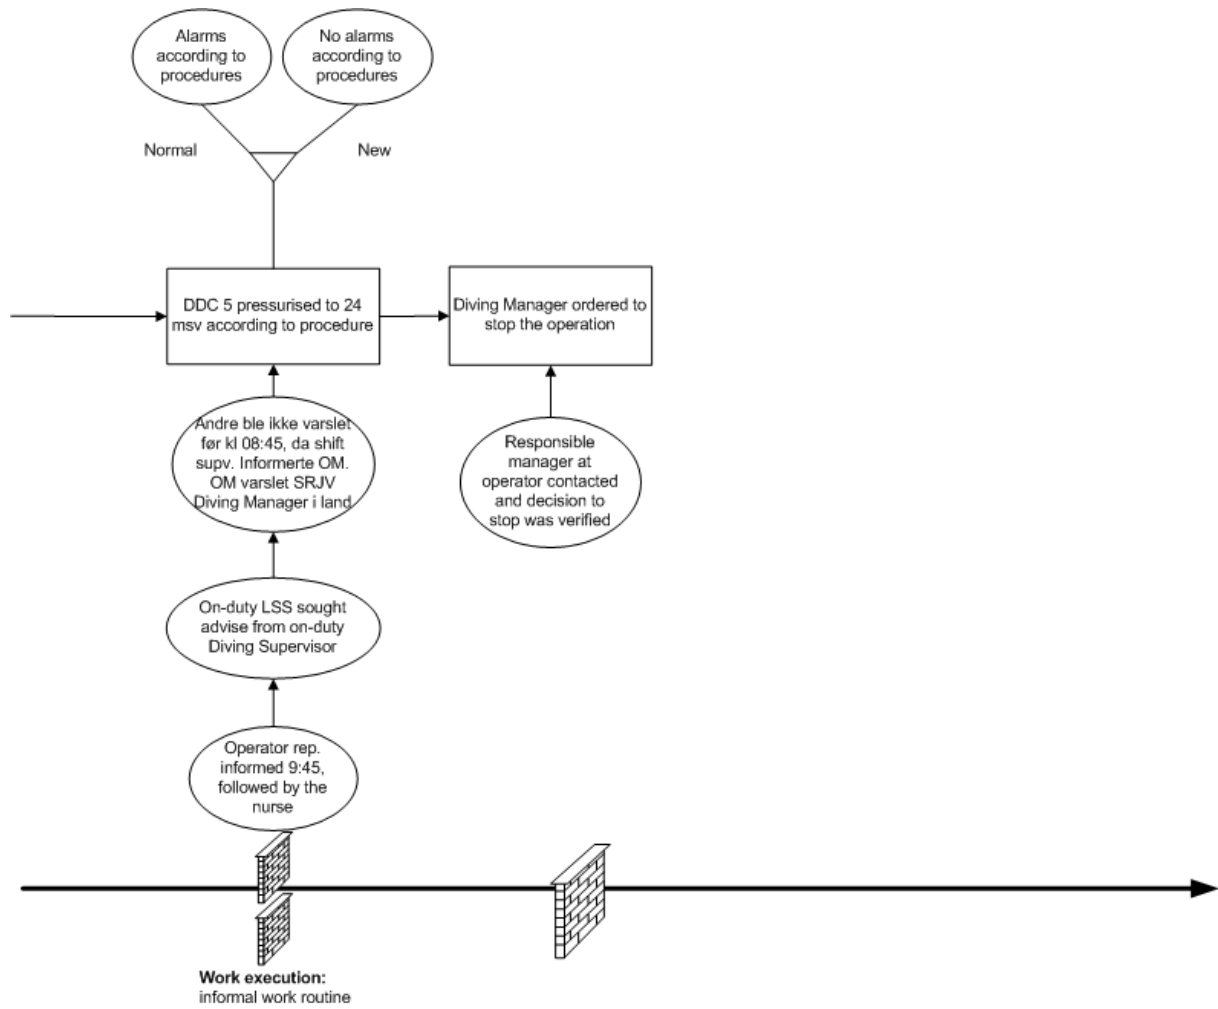 Alarms
according to
procedures
No alarms
according to
procedures
Normal
New
DDC 5 pressurised to 24
msv according to procedure
Diving Manager ordered to
stop the operation
Andre ble ikke varslet
før kl 08:45, da shift
supv. Informerte OM.
OM varslet SRJV
Diving Manager i land
Responsible
manager at
operator contacted
and decision to
stop was verified
On-duty LSS sought
advise from on-duty
Diving Supervisor
Operator rep.
informed 9:45,
followed by the
nurse
Work execution:
informal work routine